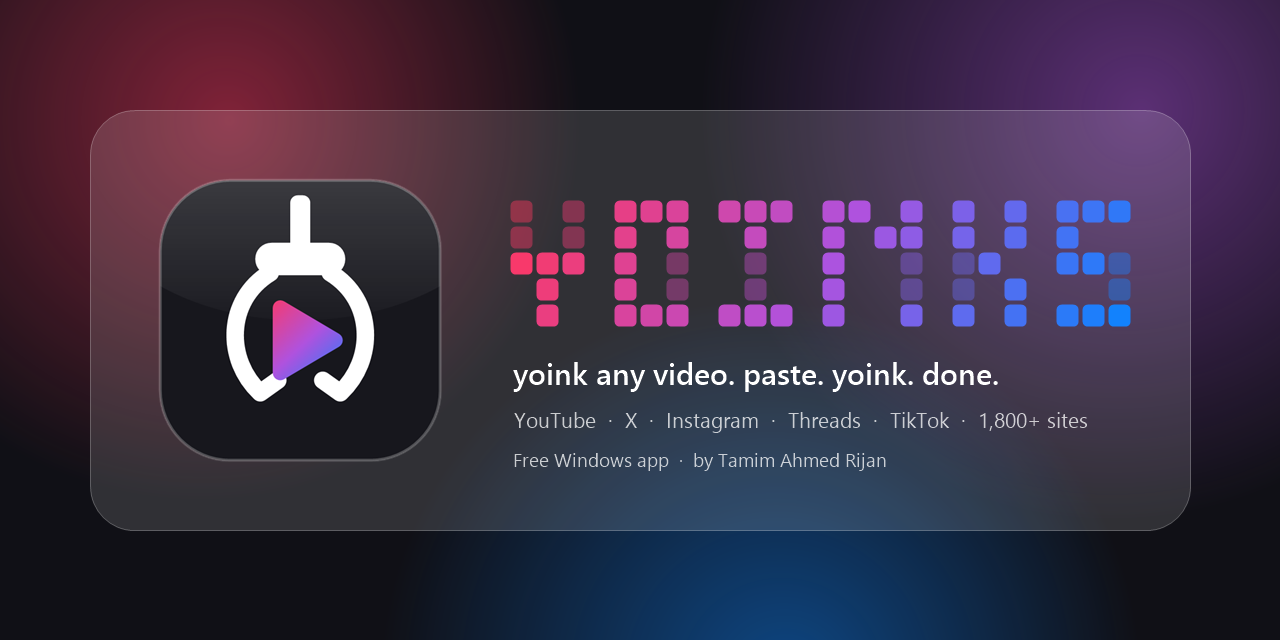 YOINKS
yoink any video. paste. yoink. done.
YouTube · X · Instagram · Threads · TikTok · 1,800+ sites
Free Windows app · by Tamim Ahmed Rijan